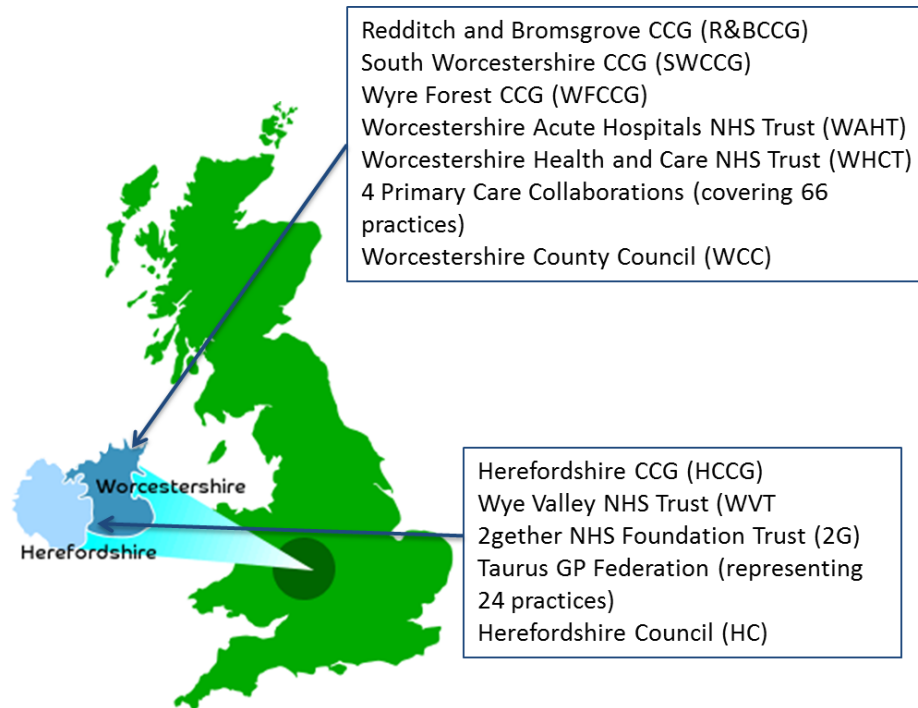 Redditch and Bromsgrove CCG (R&BCCG)
South Worcestershire CCG (SWCCG)
Wyre Forest CCG (WFCCG)
Worcestershire Acute Hospitals NHS Trust (WAHT)
Worcestershire Health and Care NHS Trust (WHCT)
4 Primary Care Collaborations (covering 66
practices)
Worcestershire County Council (WCC)
Worcestershire
Herefordshire
Herefordshire CCG (HCCG)
Wye Valley NHS Trust (WVT
2gether NHS Foundation Trust (2G)
Taurus GP Federation (representing
24 practices)
Herefordshire Council (HC)